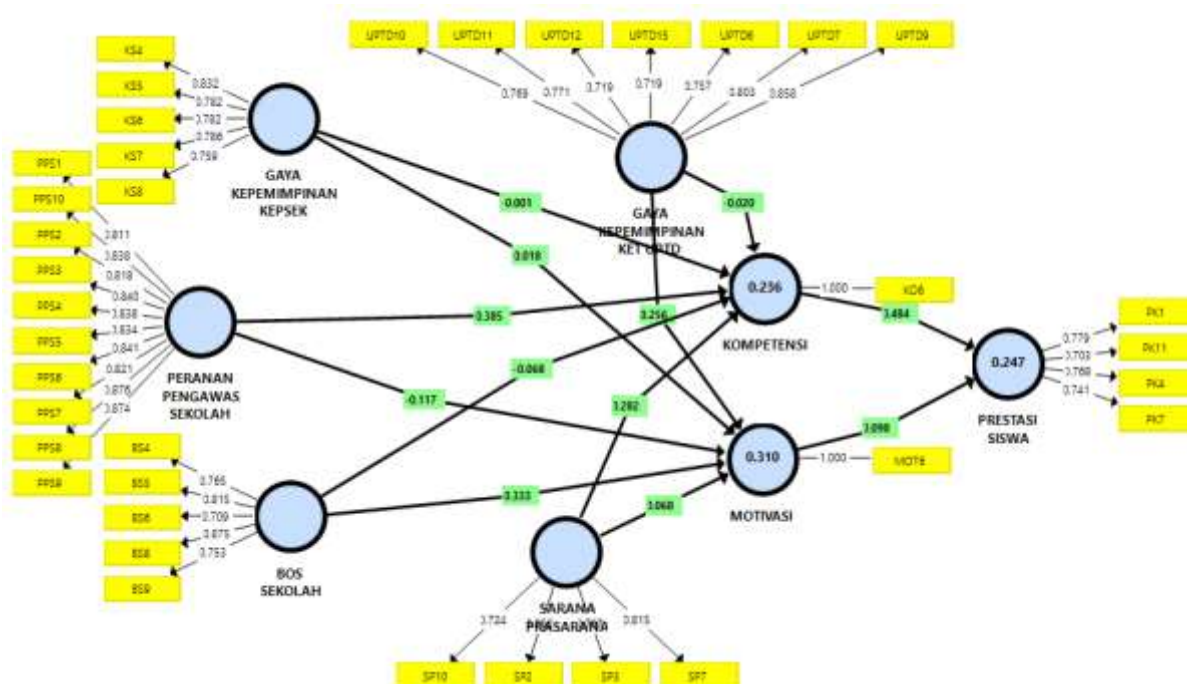 KS4
KS5
KS6
KS7
KS8
0.832
0.782
0.782
0.786
0.759
GAYA
KEPEMIMPINAN
KEPSEK
UPTD10
UPTD11
UPTD12
UPTD15
UPTD6
UPTD7
UPTD9
0.769
0.771
0.719
0.719
0.757
0.803
0.858
GAYA
KEPEMIMPINAN
KET UPTD
PPS1
PPS10
PPS2
PPS3
PPS4
PPS5
PPS6
PPS7
PPS8
PPS9
0.811
0.838
0.818
0.840
0.838
0.834
0.841
0.821
0.876
0.874
PERANAN
PENGAWAS
SEKOLAH
-0.001
0.018
-0.020
0.385
0.256
-0.068
-0.117
0.282
0.333
0.068
0.236
KOMPETENSI
1.000
KO6
0.484
0.310
MOTIVASI
1.000
MOT6
0.098
0.247
PRESTASI
SISWA
0.779
0.703
0.768
0.741
PK1
PK11
PK4
PK7
BS4
BS5
BS6
BS8
BS9
0.765
0.815
0.709
0.875
0.753
BOS
SEKOLAH
SARANA
PRASARANA
0.734
0.815
SP10
SP2
SP3
SP7